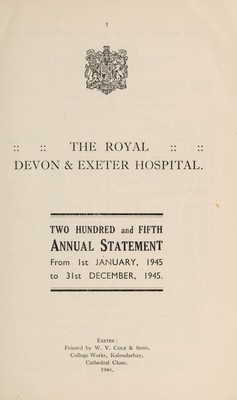 1
:: :: THE ROYAL :: ::
DEVON & EXETER HOSPITAL.
TWO HUNDRED and FIFTH
ANNUAL STATEMENT
From 1st JANUARY, 1945
to 31st DECEMBER, 1945.
EXETER:
Printed by W. V. COLE & SONS,
College Works, Kalendarhay,
Cathedral Close,
1946.